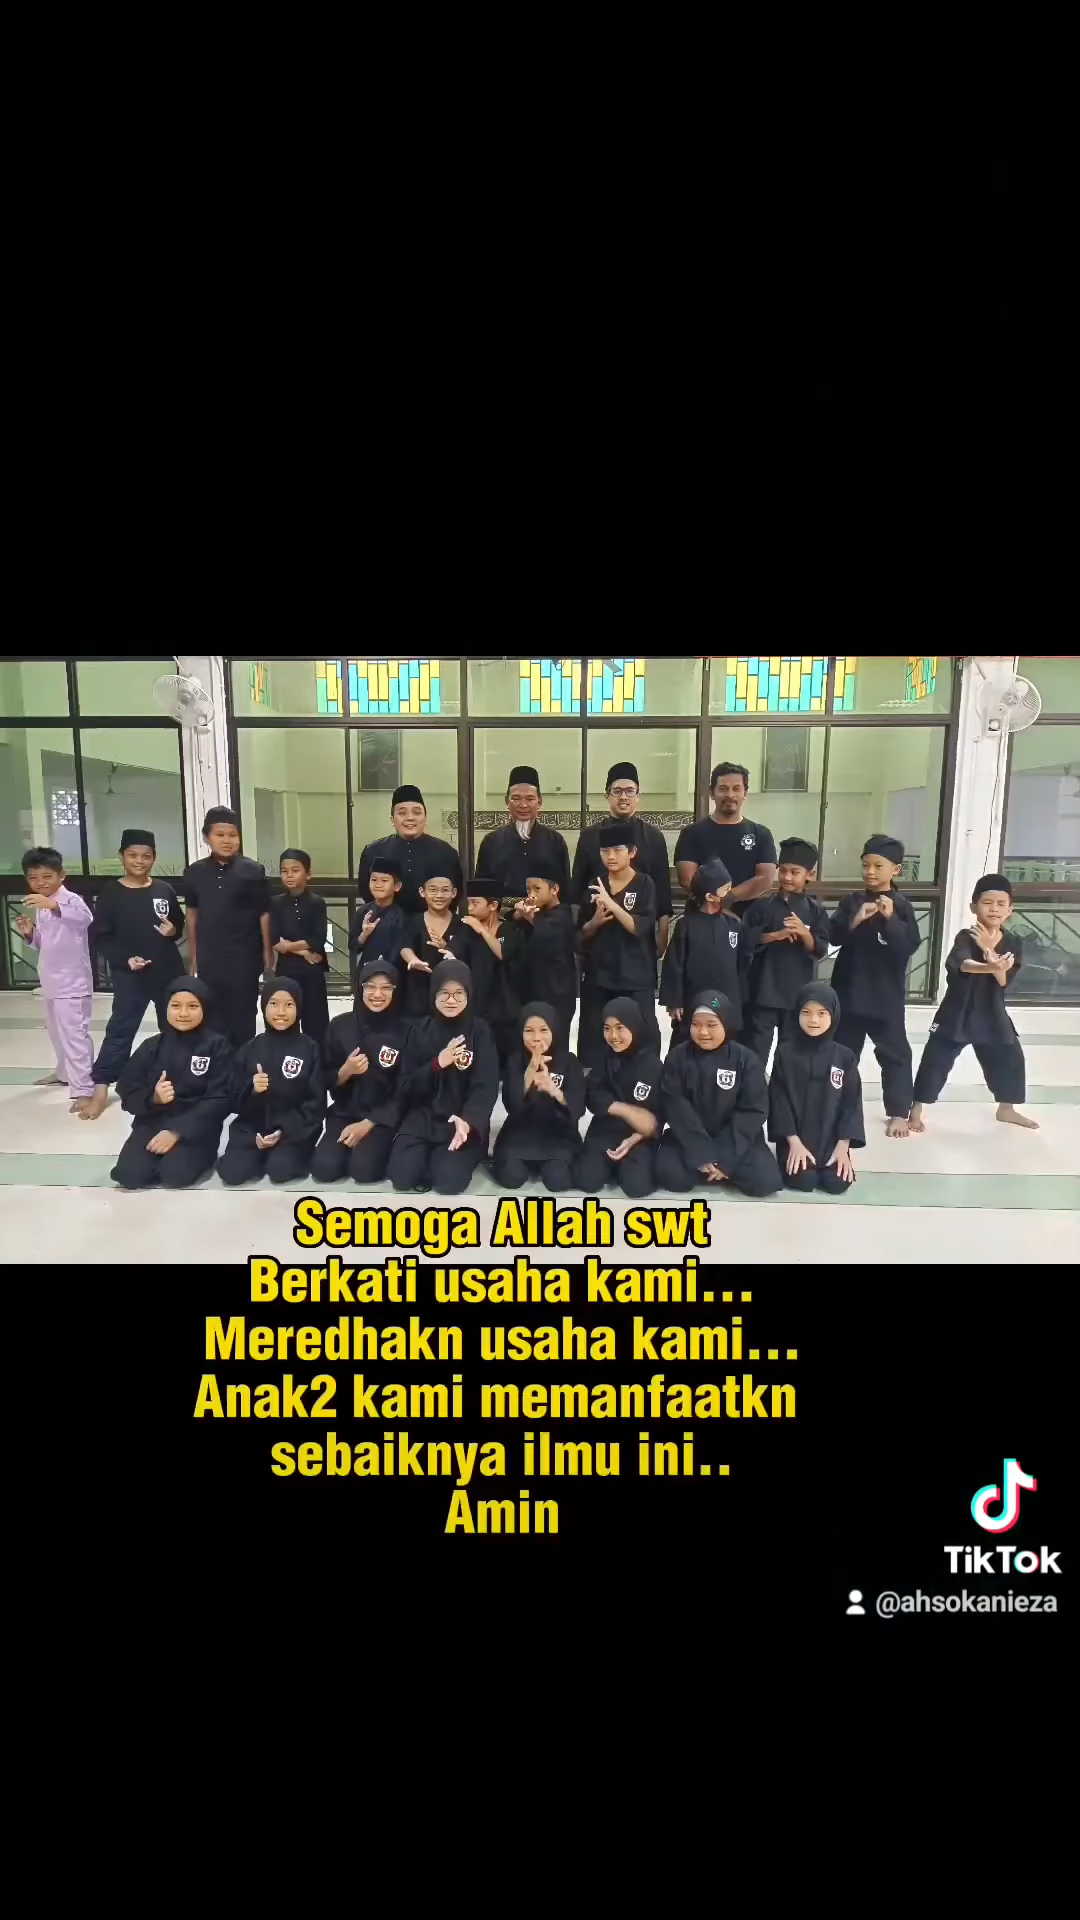 Semoga Allah swt
Berkati usaha kami...
Meredhakn usaha kami...
Anak2 kami memanfaatkn
sebaiknya ilmu ini..
Amin
TikTok
@ahsokanieza